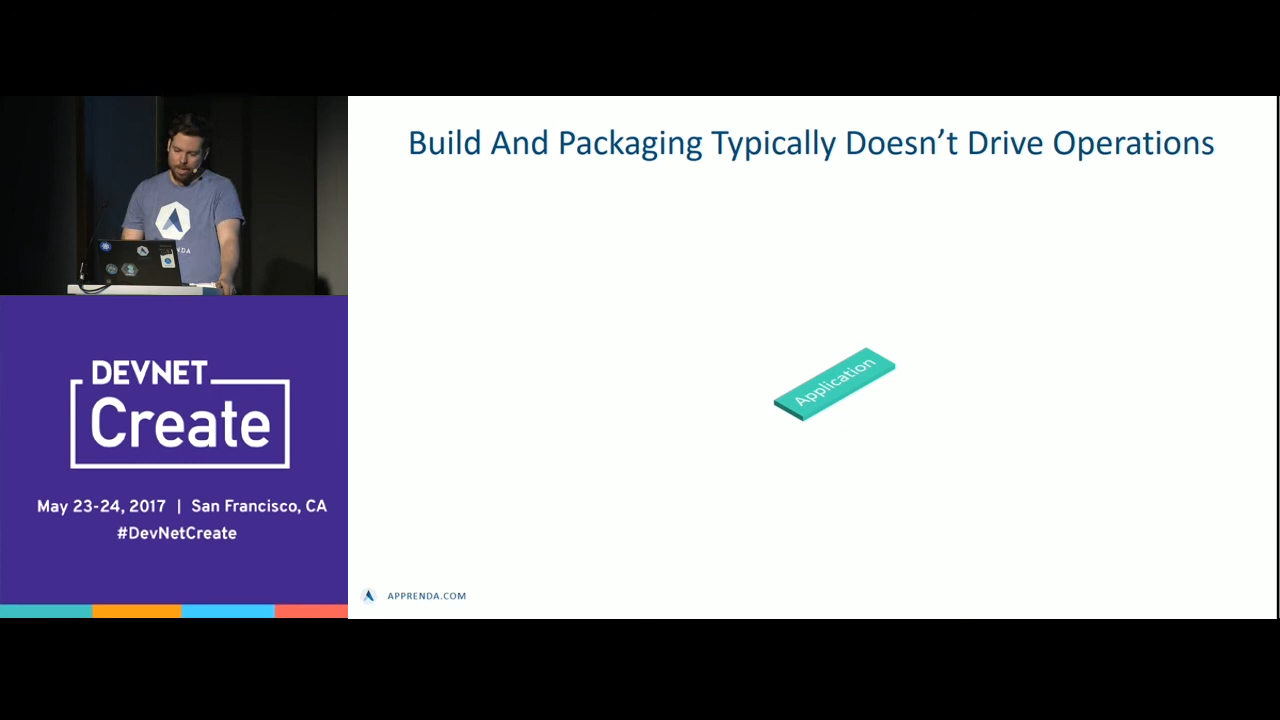 Build And Packaging Typically Doesn't Drive Operations
Application
DEVNET
Create
May 23-24, 2017 | San Francisco, CA
#DevNetCreate
APPRENDA.COM